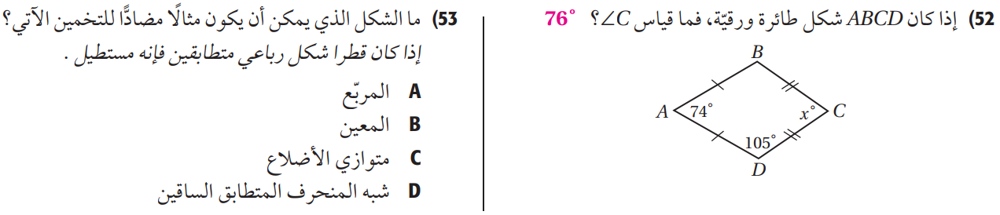 52) إذا كان ABCD شكل طائرة ورقيّة، فما قياس ∠C؟ 76°
B
A
74°
x°
C
105°
D
53) ما الشكل الذي يمكن أن يكون مثالًا مضادًّا للتخمين الآتي؟
إذا كان قطرا شكل رباعي متطابقين فإنه مستطيل .
A المربّع
B المعين
C متوازي الأضلاع
D شبه المنحرف المتطابق الساقين